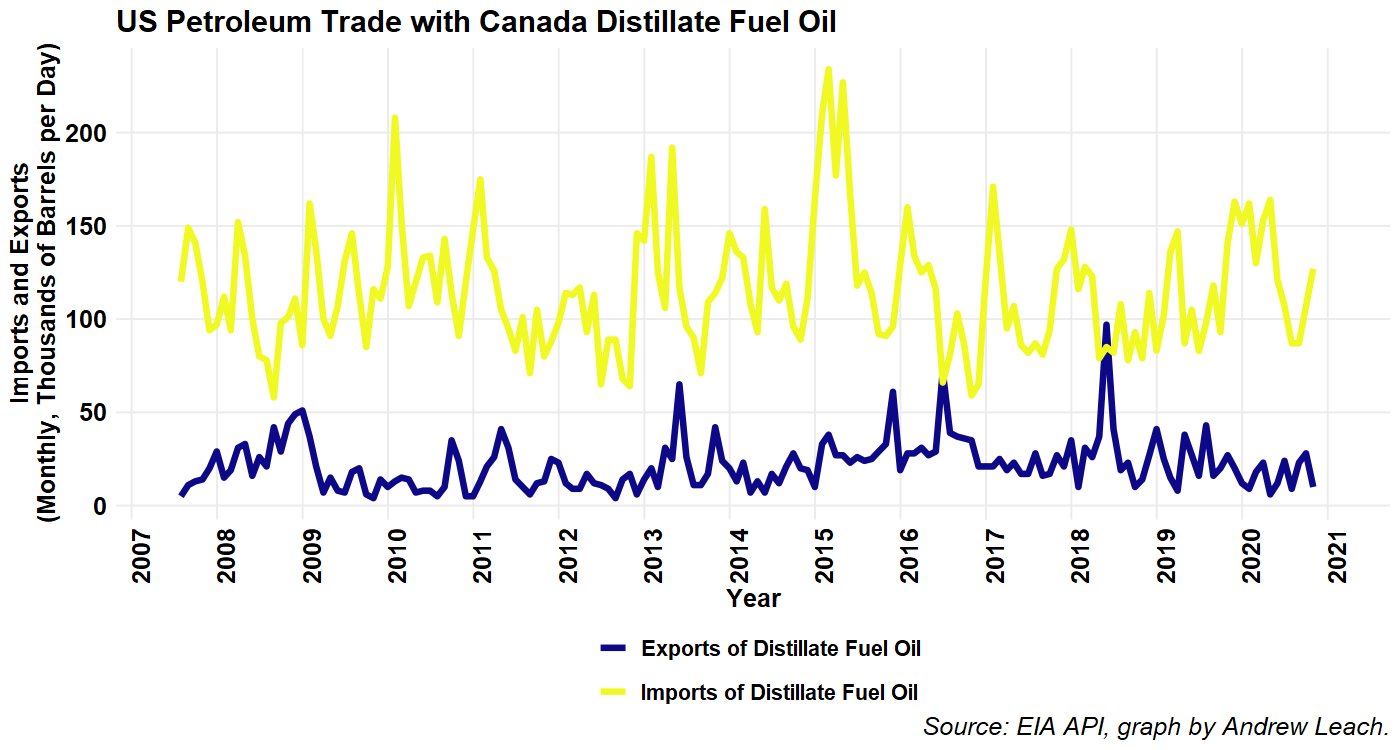 US Petroleum Trade with Canada Distillate Fuel Oil
Imports and Exports
(Monthly, Thousands of Barrels per Day)
200
150
100
50
0
2007
2008
2009
2010
2011
2012
2013
2014
2015
2016
2017
2018
2019
2020
2021
Year
Exports of Distillate Fuel Oil
Imports of Distillate Fuel Oil
Source: EIA API, graph by Andrew Leach.